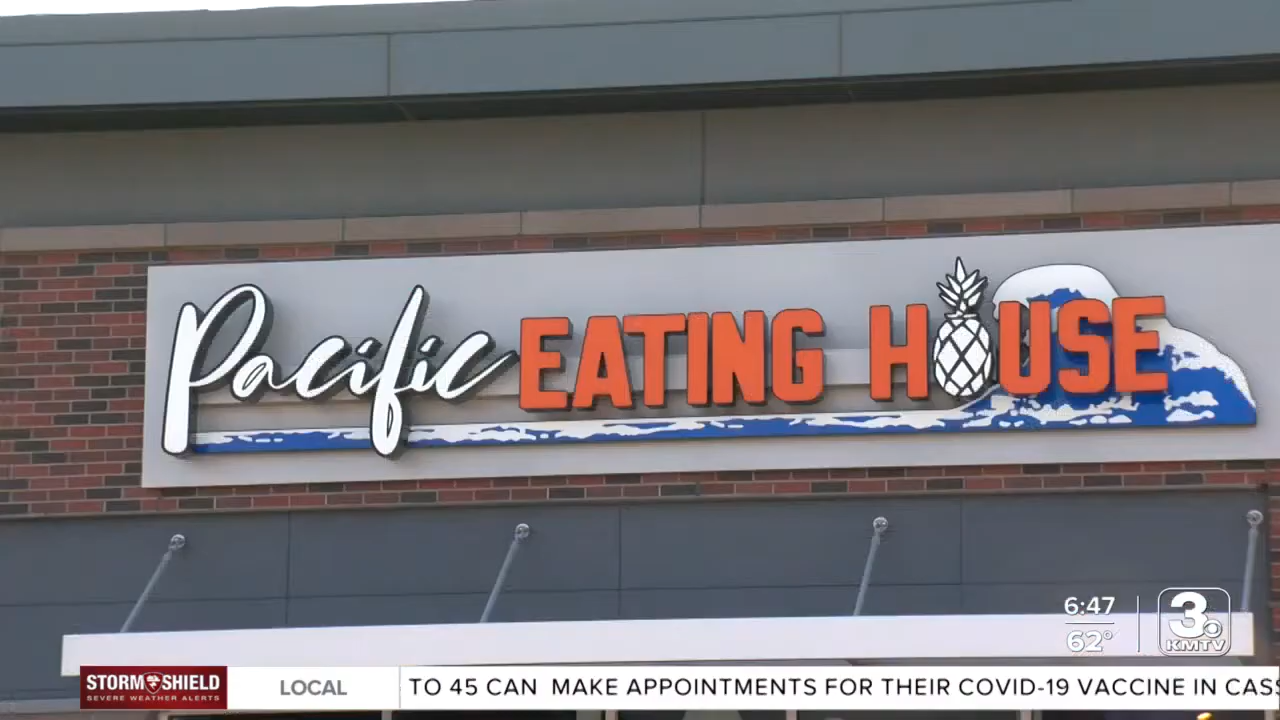 Pacific EATING HOUSE
6:47
62°
3
KMTV
STORM SHIELD
SEVERE WEATHER ALERTS
LOCAL
TO 45 CAN MAKE APPOINTMENTS FOR THEIR COVID-19 VACCINE IN